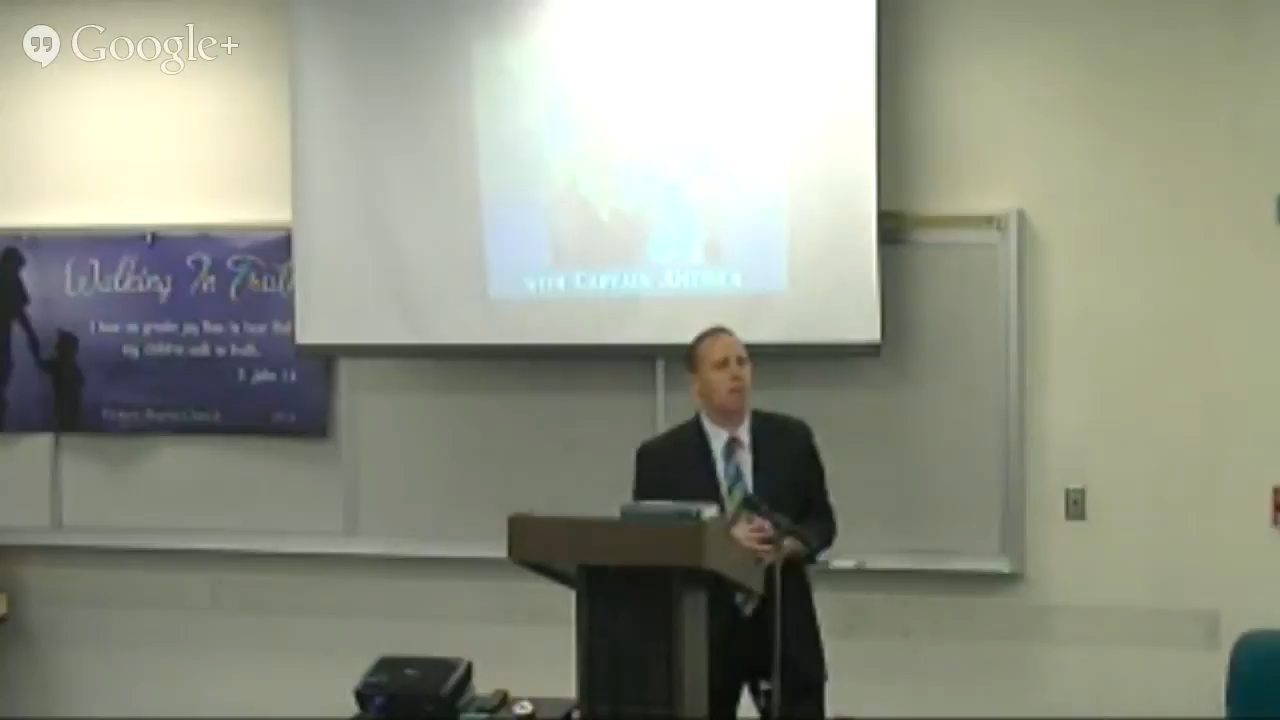 Google+
Walking In Truth
I have no greater joy than to hear that
my children walk in truth.
3 John 1:4
with Captain America